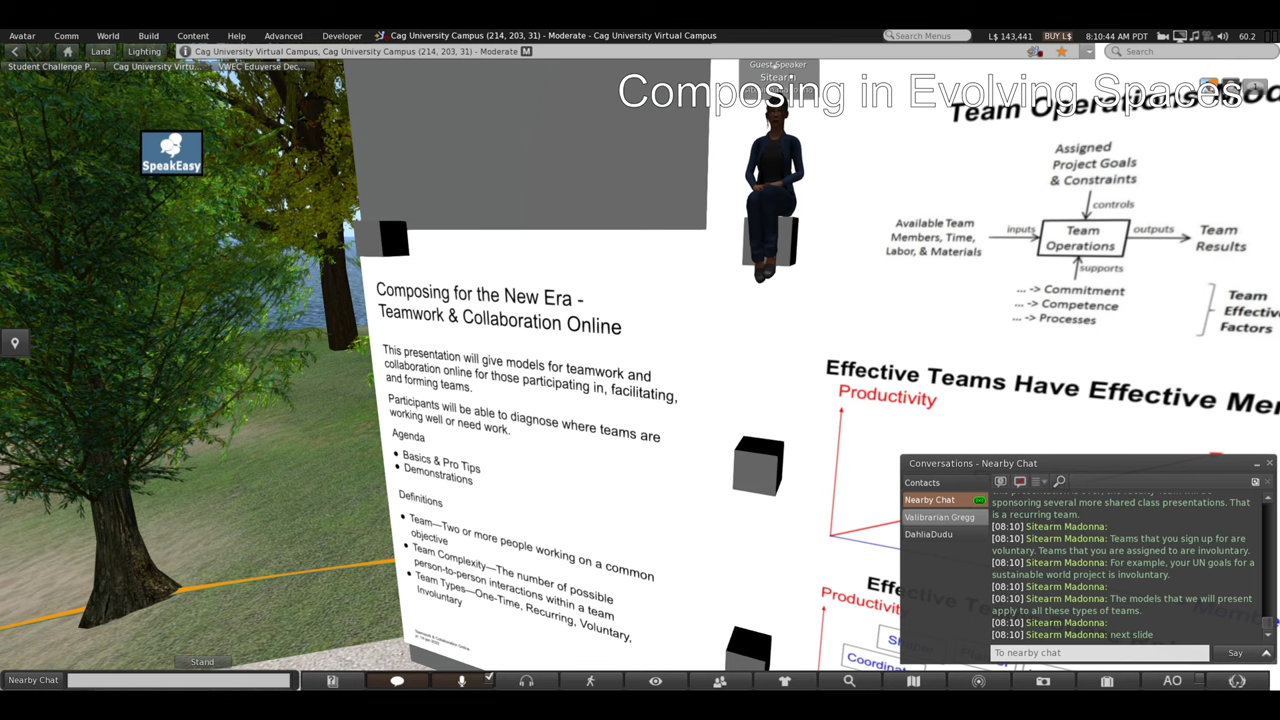 Avatar Comm World Build Content Help Advanced Developer Cag University Virtual Campus, Cag University Campus (214, 203, 31) - Moderate - Cag University Virtual Campus Search Menus L$ 143,441 BUY L$ 8:10:44 AM PDT 60.2
Land Lighting Cag University Virtual Campus, Cag University Campus (214, 203, 31) - Moderate M Search
Student Challenge P... Cag University Virtu... VWEC Eduverse Dec...
Guest Speaker
Composing in Evolving Spaces
SpeakEasy
Assigned
Project Goals
& Constraints
controls
Available Team
Members, Time,
Labor, & Materials
inputs
Team
Operations
outputs
Team
Results
supports
... -> Commitment
... -> Competence
... -> Processes
Team
Factors
Composing for the New Era -
Teamwork & Collaboration Online
This presentation will give models for teamwork and
collaboration online for those participating in, facilitating,
and forming teams.
Participants will be able to diagnose where teams are
working well or need work.
Agenda
● Basics & Pro Tips
● Demonstrations
Definitions
● Team—Two or more people working on a common
objective
● Team Complexity—The number of possible
person-to-person interactions within a team
● Team Types—One-Time, Recurring, Voluntary,
Involuntary
Teamwork & Collaboration Online
Effective Teams Have Effective
Productivity
Productivity
Conversations - Nearby Chat
Contacts
Nearby Chat
Valibrarian Gregg
DahliaDudu
sponsoring several more shared class presentations. That
is a recurring team.
[08:10] Sitearm Madonna:
[08:10] Sitearm Madonna: Teams that you sign up for are
voluntary. Teams that you are assigned to are involuntary.
[08:10] Sitearm Madonna: For example, your UN goals for a
sustainable world project is involuntary.
[08:10] Sitearm Madonna:
[08:10] Sitearm Madonna: The models that we will present
apply to all these types of teams.
[08:10] Sitearm Madonna:
[08:10] Sitearm Madonna: next slide
To nearby chat Say
Stand
Nearby Chat AO